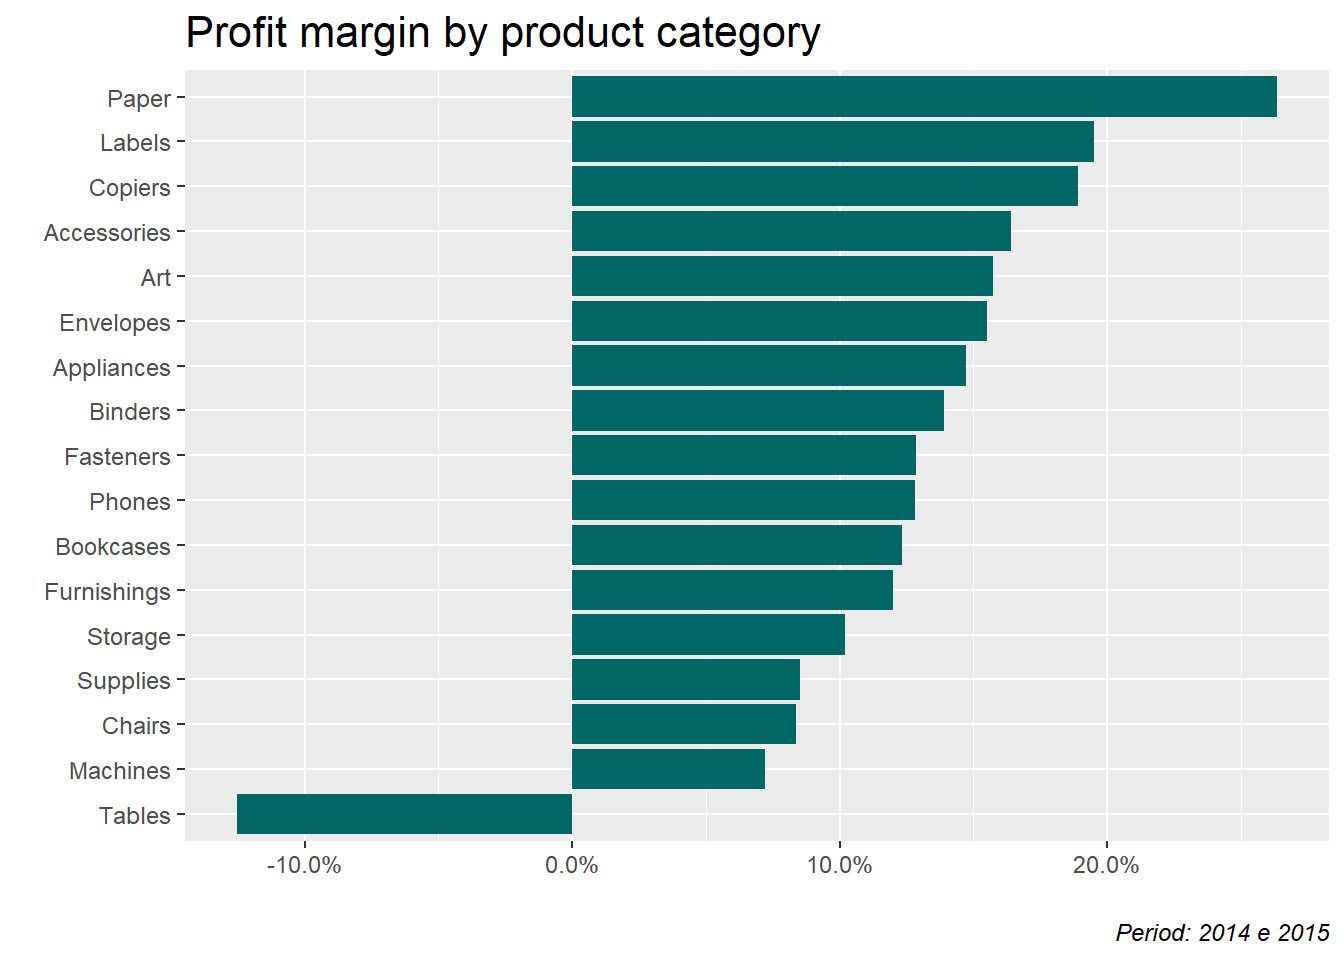 Profit margin by product category
Paper
Labels
Copiers
Accessories
Art
Envelopes
Appliances
Binders
Fasteners
Phones
Bookcases
Furnishings
Storage
Supplies
Chairs
Machines
Tables
-10.0% 0.0% 10.0% 20.0%
Period: 2014 e 2015